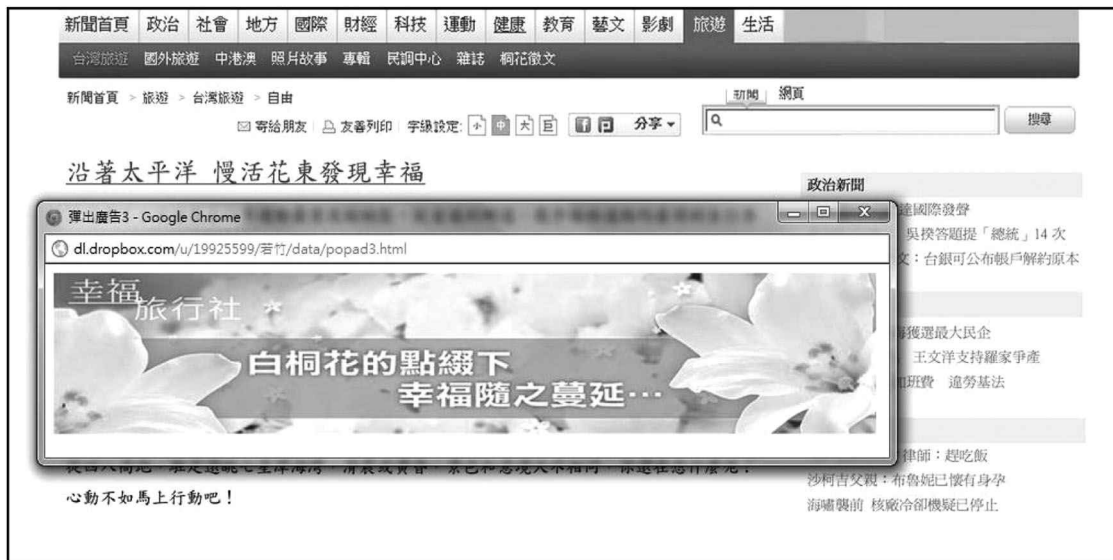 新聞首頁 政治 社會 地方 國際 財經 科技 運動 健康 教育 藝文 影劇 旅遊 生活
台灣旅遊 國外旅遊 中港澳 照片故事 專輯 民調中心 雜誌 桐花徵文
新聞首頁 > 旅遊 > 台灣旅遊 > 自由
新聞 網頁
寄給朋友 友善列印 字級設定: 小 中 大 巨 分享
搜尋
沿著太平洋 慢活花東發現幸福
彈出廣告3 - Google Chrome
dl.dropbox.com/u/19925599/若竹/data/popad3.html
幸福旅行社
白桐花的點綴下
幸福隨之蔓延…
心動不如馬上行動吧！
政治新聞
達國際發聲
吳揆答題提「總統」14 次
文：台銀可公布帳戶解約原本
獲選最大民企
王文洋支持羅家爭產
加班費 違勞基法
律師：趕吃飯
沙柯吉父親：布魯妮已懷有身孕
海嘯襲前 核廠冷卻機疑已停止